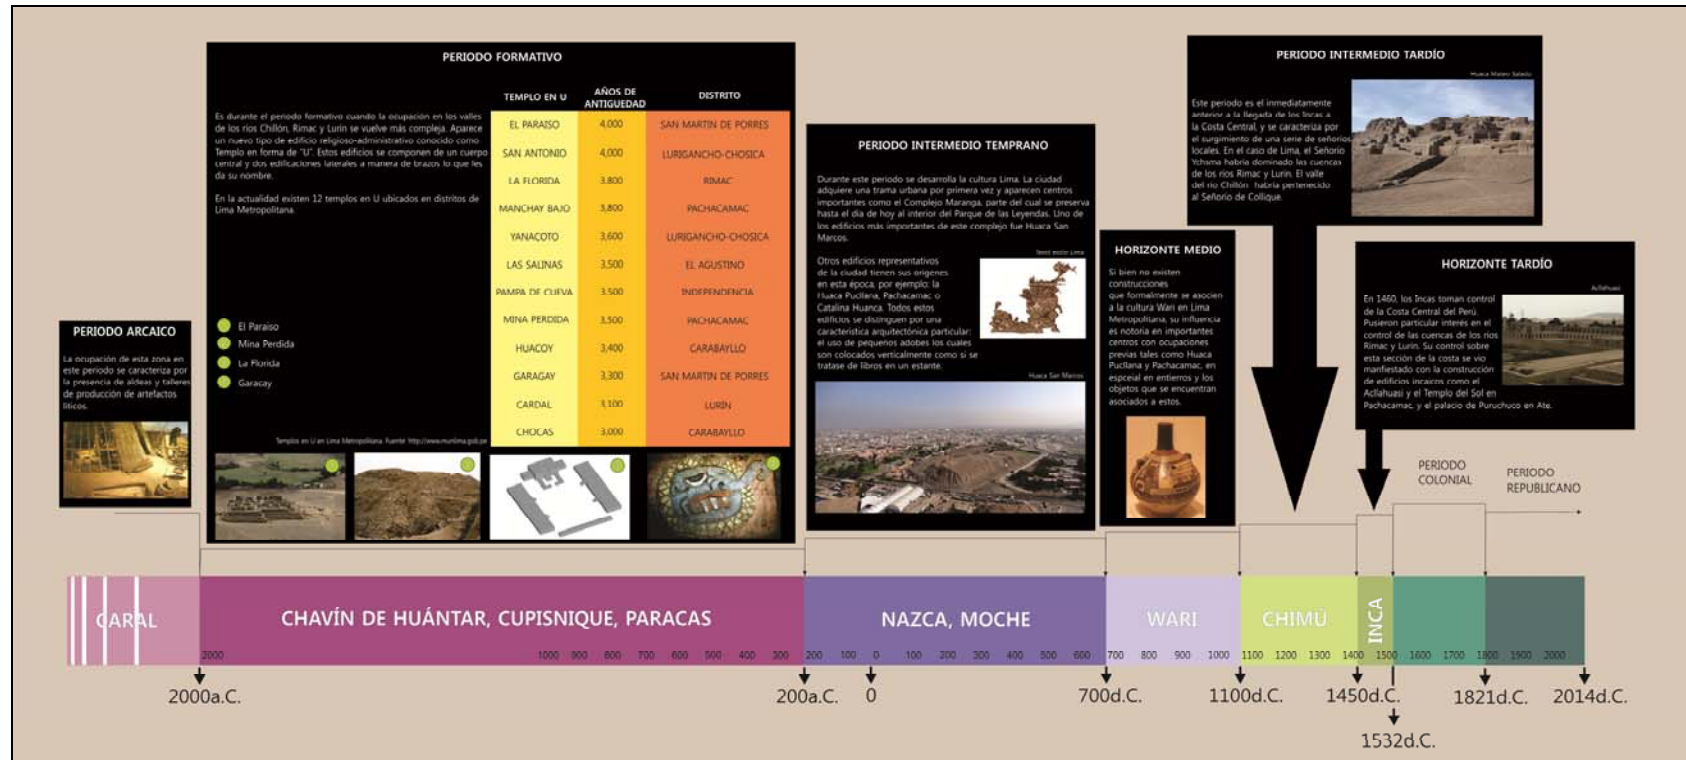 PERIODO ARCAICO
La ocupación de esta zona en
este periodo se caracteriza por
la presencia de aldeas y talleres
de producción de artefactos
líticos.
PERIODO FORMATIVO
Es durante el periodo formativo cuando la ocupación en los valles
de los ríos Chillón, Rimac y Lurín se vuelve más compleja. Aparece
un nuevo tipo de edificio religioso-administrativo conocido como
Templo en forma de "U". Estos edificios se componen de un cuerpo
central y dos edificaciones laterales a manera de brazos lo que les
da su nombre.
En la actualidad existen 12 templos en U ubicados en distritos de
Lima Metropolitana.
El Paraiso
Mina Perdida
La Florida
Garacay
Templos en U en Lima Metropolitana. Fuente: http://www.munlima.gob.pe
TEMPLO EN U AÑOS DE ANTIGUEDAD DISTRITO
EL PARAISO 4,000 SAN MARTIN DE PORRES
SAN ANTONIO 4,000 LURIGANCHO-CHOSICA
LA FLORIDA 3,800 RIMAC
MANCHAY BAJO 3,800 PACHACAMAC
YANACOTO 3,600 LURIGANCHO-CHOSICA
LAS SALINAS 3,500 EL AGUSTINO
PAMPA DE CUEVA 3,500 INDEPENDENCIA
MINA PERDIDA 3,500 PACHACAMAC
HUACOY 3,400 CARABAYLLO
GARAGAY 3,300 SAN MARTIN DE PORRES
CARDAL 3,100 LURIN
CHOCAS 3,000 CARABAYLLO
PERIODO INTERMEDIO TEMPRANO
Durante este periodo se desarrolla la cultura Lima. La ciudad
adquiere una trama urbana por primera vez y aparecen centros
importantes como el Complejo Maranga, parte del cual se preserva
hasta el día de hoy al interior del Parque de las Leyendas. Uno de
los edificios más importantes de este complejo fue Huaca San
Marcos.
Otros edificios representativos
de la ciudad tienen sus orígenes
en esta época, por ejemplo: la
Huaca Pucllana, Pachacamac o
Catalina Huanca. Todos estos
edificios se distinguen por una
característica arquitectónica particular:
el uso de pequeños adobes los cuales
son colocados verticalmente como si se
tratase de libros en un estante.
Textil estilo Lima
Huaca San Marcos
HORIZONTE MEDIO
Si bien no existen
construcciones
que formalmente se asocien
a la cultura Wari en Lima
Metropolitana, su influencia
es notoria en importantes
centros con ocupaciones
previas tales como Huaca
Pucllana y Pachacamac, en
espceial en entierros y los
objetos que se encuentran
asociados a estos.
PERIODO INTERMEDIO TARDÍO
Huaca Mateo Salado
Este periodo es el inmediatamente
anterior a la llegada de los Incas a
la Costa Central, y se caracteriza por
el surgimiento de una serie de señoríos
locales. En el caso de Lima, el Señorío
Ychsma habría dominado las cuencas
de los ríos Rimac y Lurín. El valle
del río Chillón habría pertenecido
al Señorío de Collique.
HORIZONTE TARDÍO
Acllahuasi
En 1460, los Incas toman control
de la Costa Central del Perú.
Pusieron particular interés en el
control de las cuencas de los ríos
Rimac y Lurín. Su control sobre
esta sección de la costa se vio
manfiestado con la construcción
de edificios incaicos como el
Acllahuasi y el Templo del Sol en
Pachacamac, y el palacio de Puruchuco en Ate.
PERIODO
COLONIAL
PERIODO
REPUBLICANO
CARAL
CHAVÍN DE HUÁNTAR, CUPISNIQUE, PARACAS
NAZCA, MOCHE
WARI
CHIMÚ
INCA
2000 1000 900 800 700 600 500 400 300 200 100 0 100 200 300 400 500 600 700 800 900 1000 1100 1200 1300 1400 1500 1600 1700 1800 1900 2000
2000a.C. 200a.C. 0 700d.C. 1100d.C. 1450d.C. 1821d.C. 2014d.C.
1532d.C.